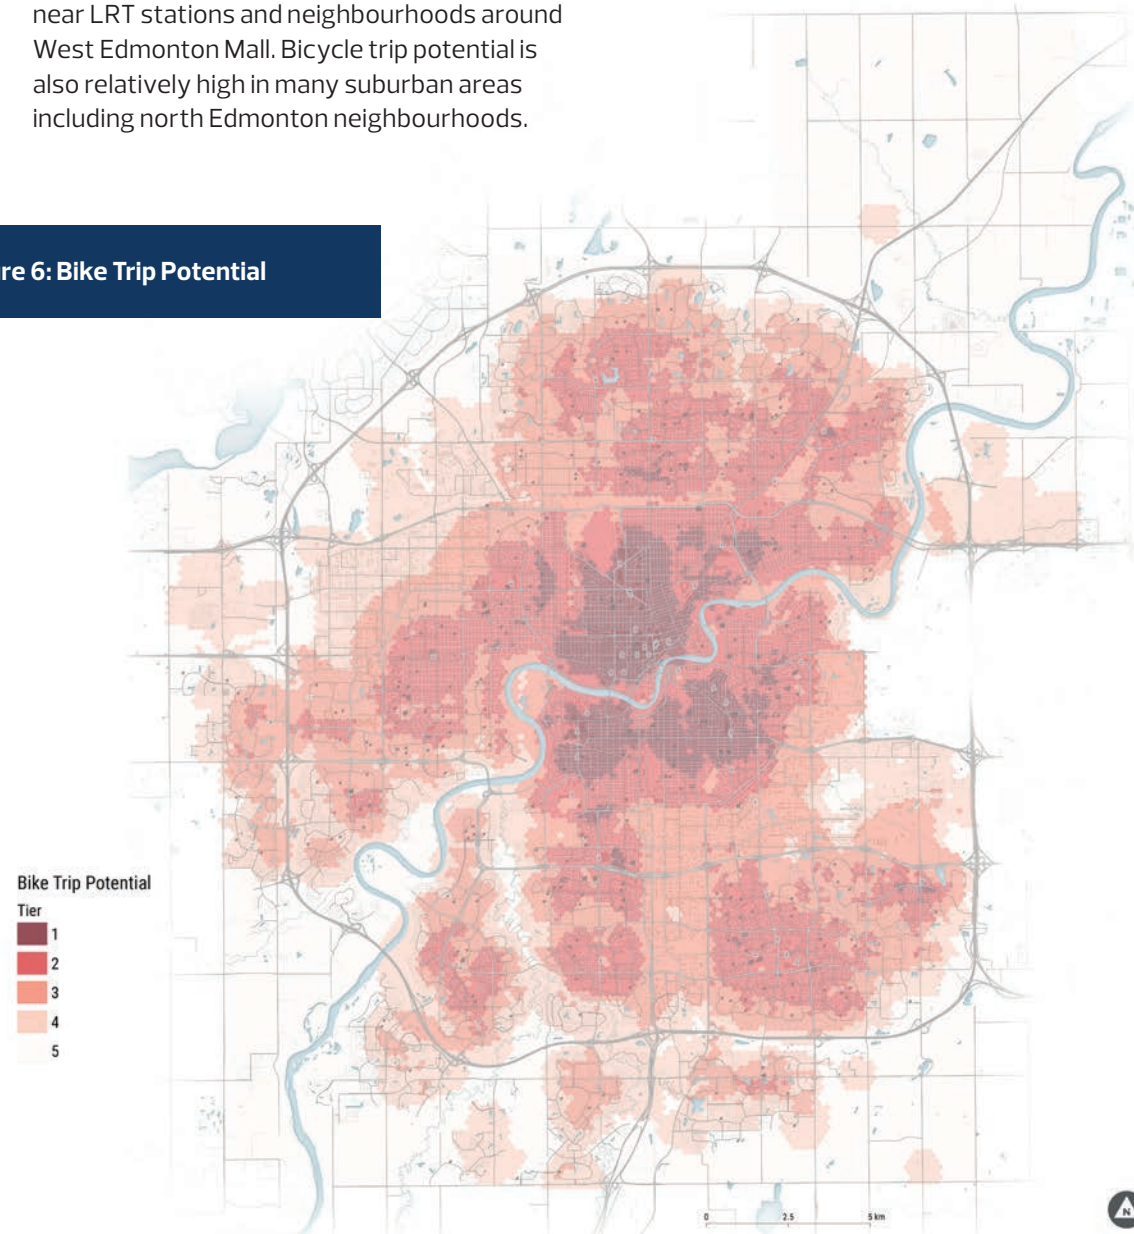 near LRT stations and neighbourhoods around
West Edmonton Mall. Bicycle trip potential is
also relatively high in many suburban areas
including north Edmonton neighbourhoods.
re 6: Bike Trip Potential
Bike Trip Potential
Tier
1
2
3
4
5
0 2.5 5 km
N